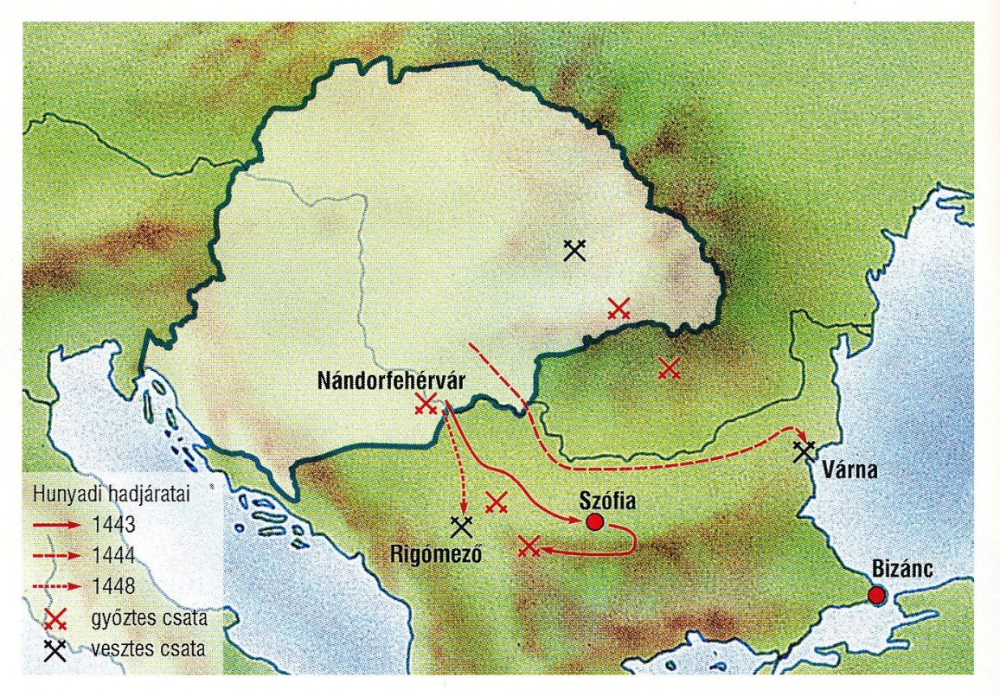 Nándorfehérvár
Várna
Szófia
Rigómező
Bizánc
Hunyadi hadjáratai
1443
1444
1448
győztes csata
vesztes csata